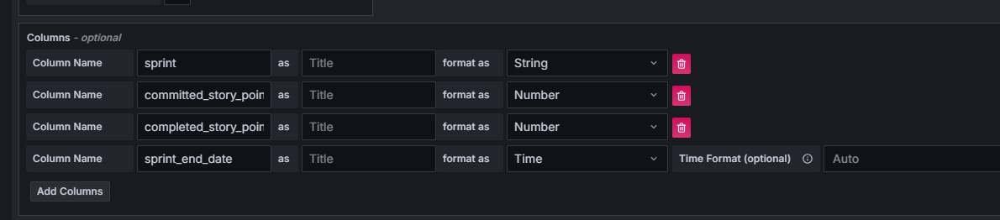 Columns - optional
Column Name sprint as Title format as String
Column Name committed_story_poin as Title format as Number
Column Name completed_story_poin as Title format as Number
Column Name sprint_end_date as Title format as Time Time Format (optional) Auto
Add Columns